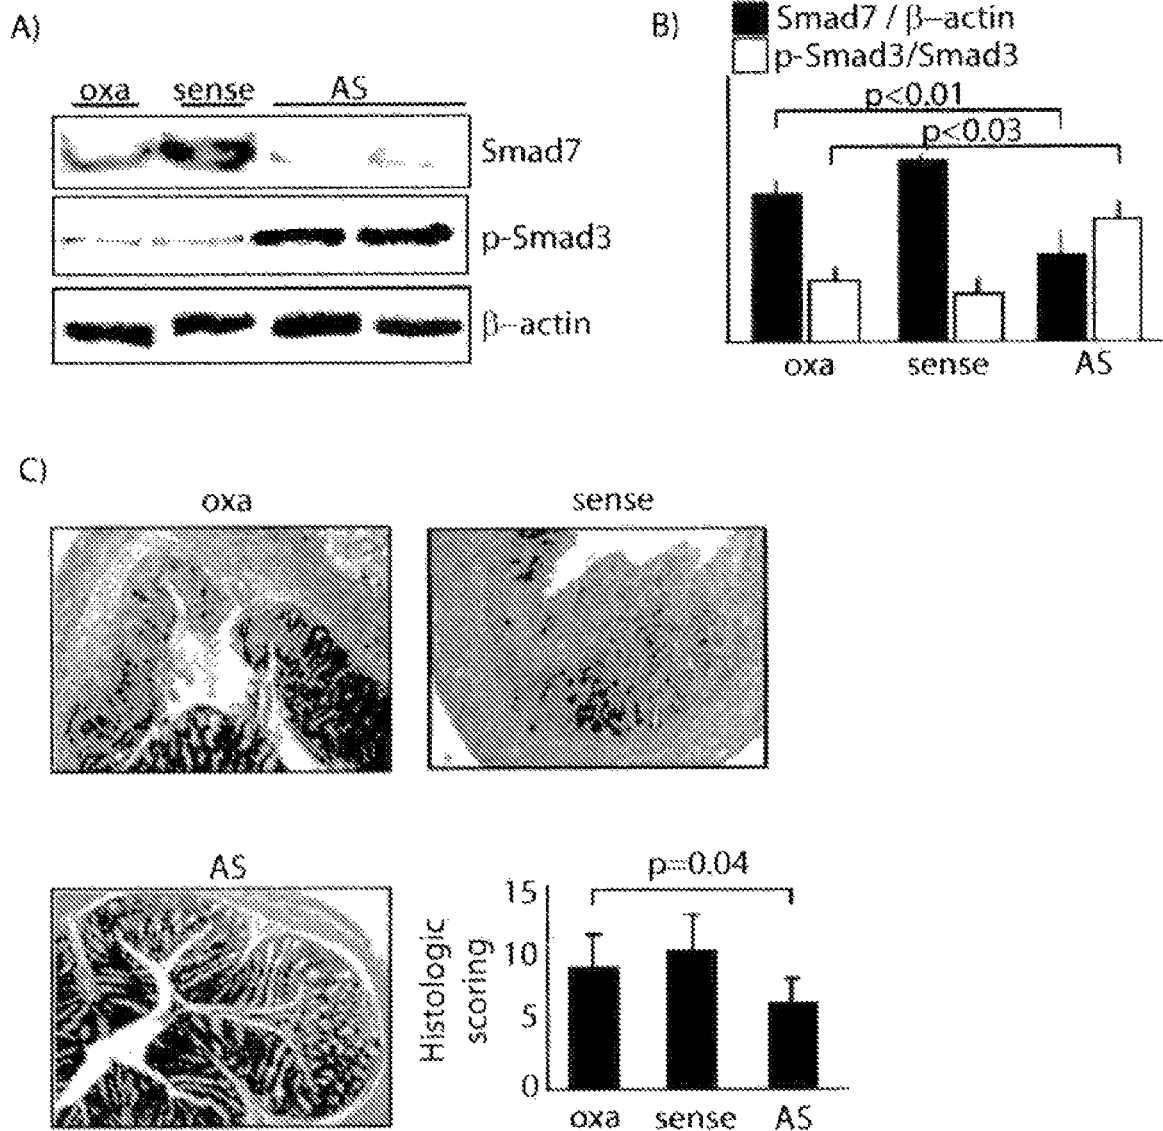 A)
oxa sense AS
Smad7
p-Smad3
β-actin
B)
Smad7 / β-actin
p-Smad3/Smad3
p<0.01
p<0.03
oxa sense AS
C)
oxa
sense
AS
p=0.04
Histologic
scoring
15
10
5
0
oxa sense AS